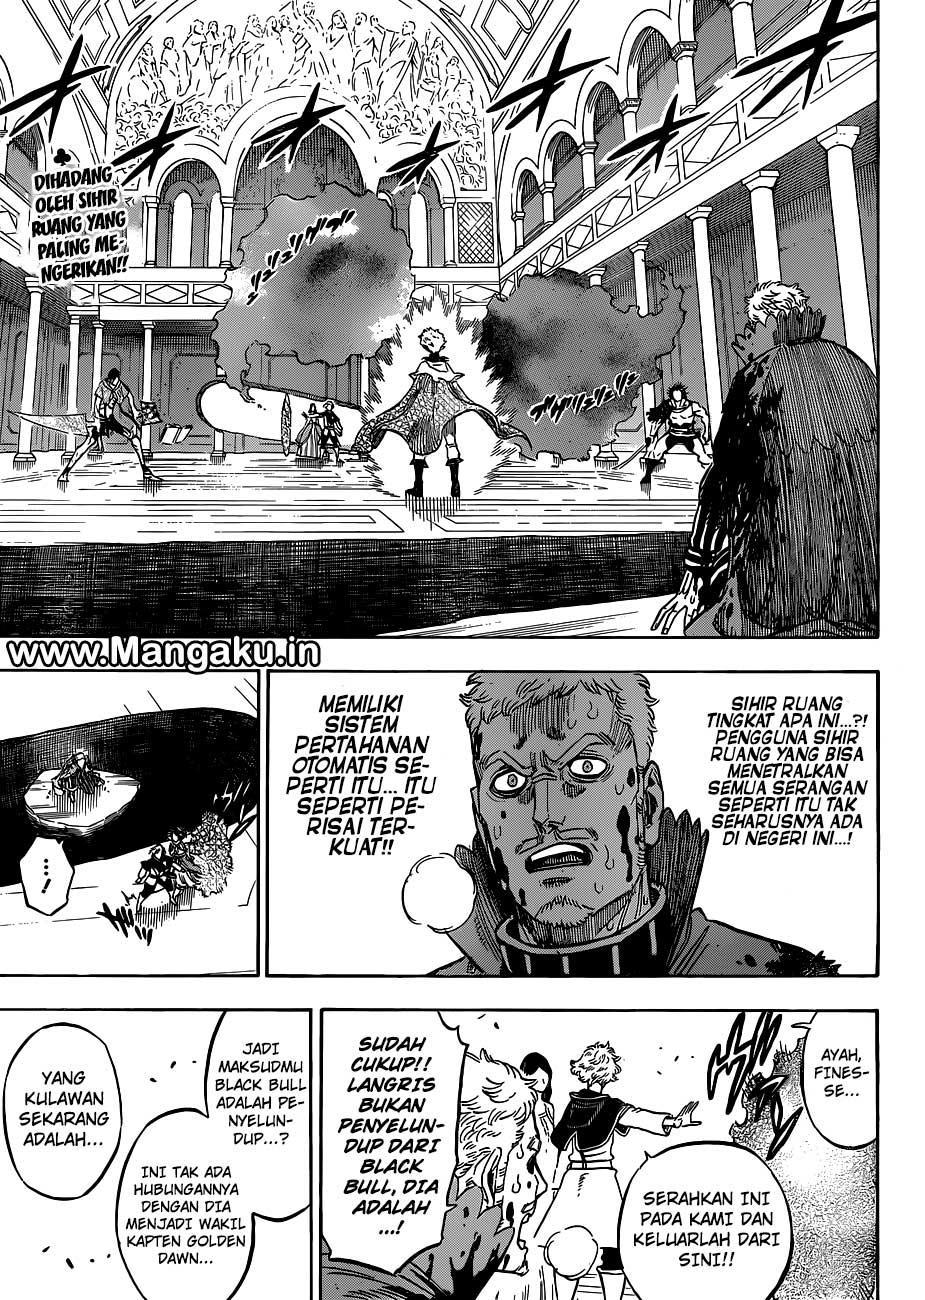 DIHADANG
OLEH SIHIR
RUANG YANG
PALING ME-
NGERIKAN!!
www.Mangaku.in
SIHIR RUANG
TINGKAT APA INI...?!
PENGGUNA SIHIR
RUANG YANG BISA
MENETRALKAN
SEMUA SERANGAN
SEPERTI ITU TAK
SEHARUSNYA ADA
DI NEGERI INI...!
MEMILIKI
SISTEM
PERTAHANAN
OTOMATIS SE-
PERTI ITU... ITU
SEPERTI PE-
RISAI TER-
KUAT!!
...!
AYAH,
FINES-
SE...
SERAHKAN INI
PADA KAMI DAN
KELUARLAH DARI
SINI!!
SUDAH
CUKUP!!
LANGRIS
BUKAN
PENYELUN-
DUP DARI
BLACK
BULL, DIA
ADALAH
...!
JADI
MAKSUDMU
BLACK BULL
ADALAH PE-
NYELUN-
DUP...?
INI TAK ADA
HUBUNGANNYA
DENGAN DIA
MENJADI WAKIL
KAPTEN GOLDEN
DAWN...
YANG
KULAWAN
SEKARANG
ADALAH...